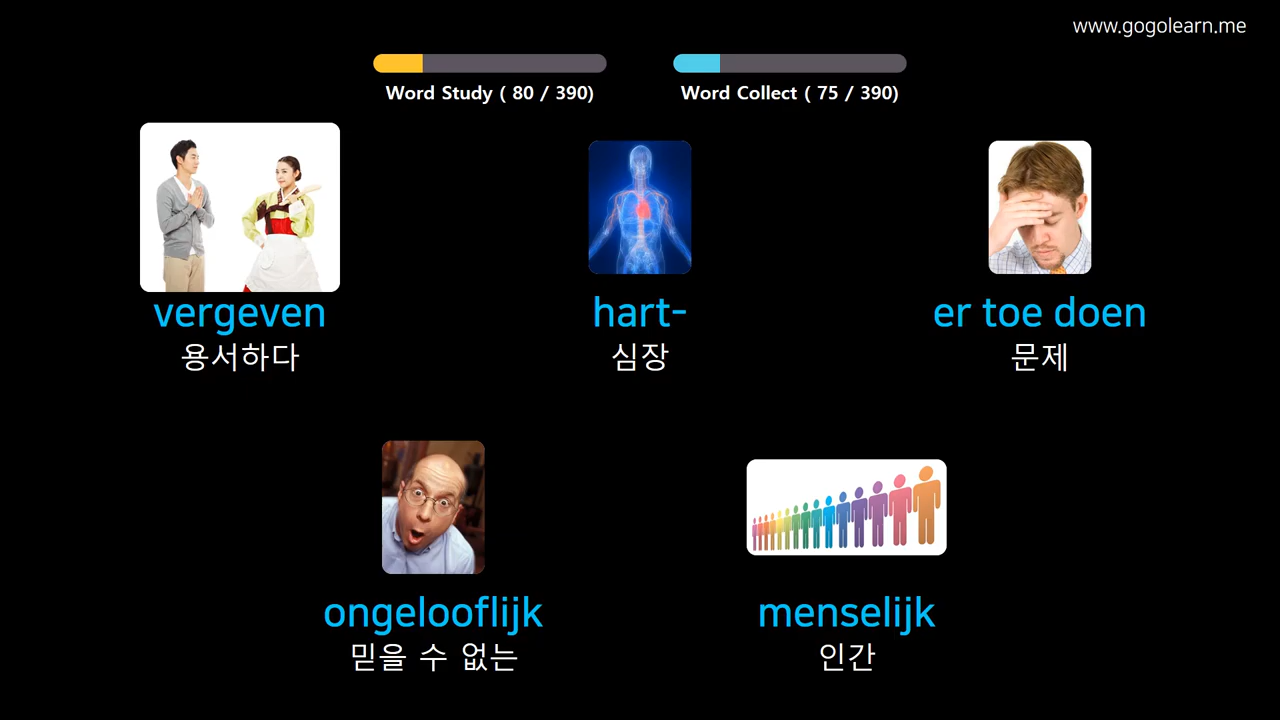 www.gogolearn.me
Word Study ( 80 / 390)
Word Collect ( 75 / 390)
vergeven
용서하다
hart-
심장
er toe doen
문제
ongelooflijk
믿을 수 없는
menselijk
인간